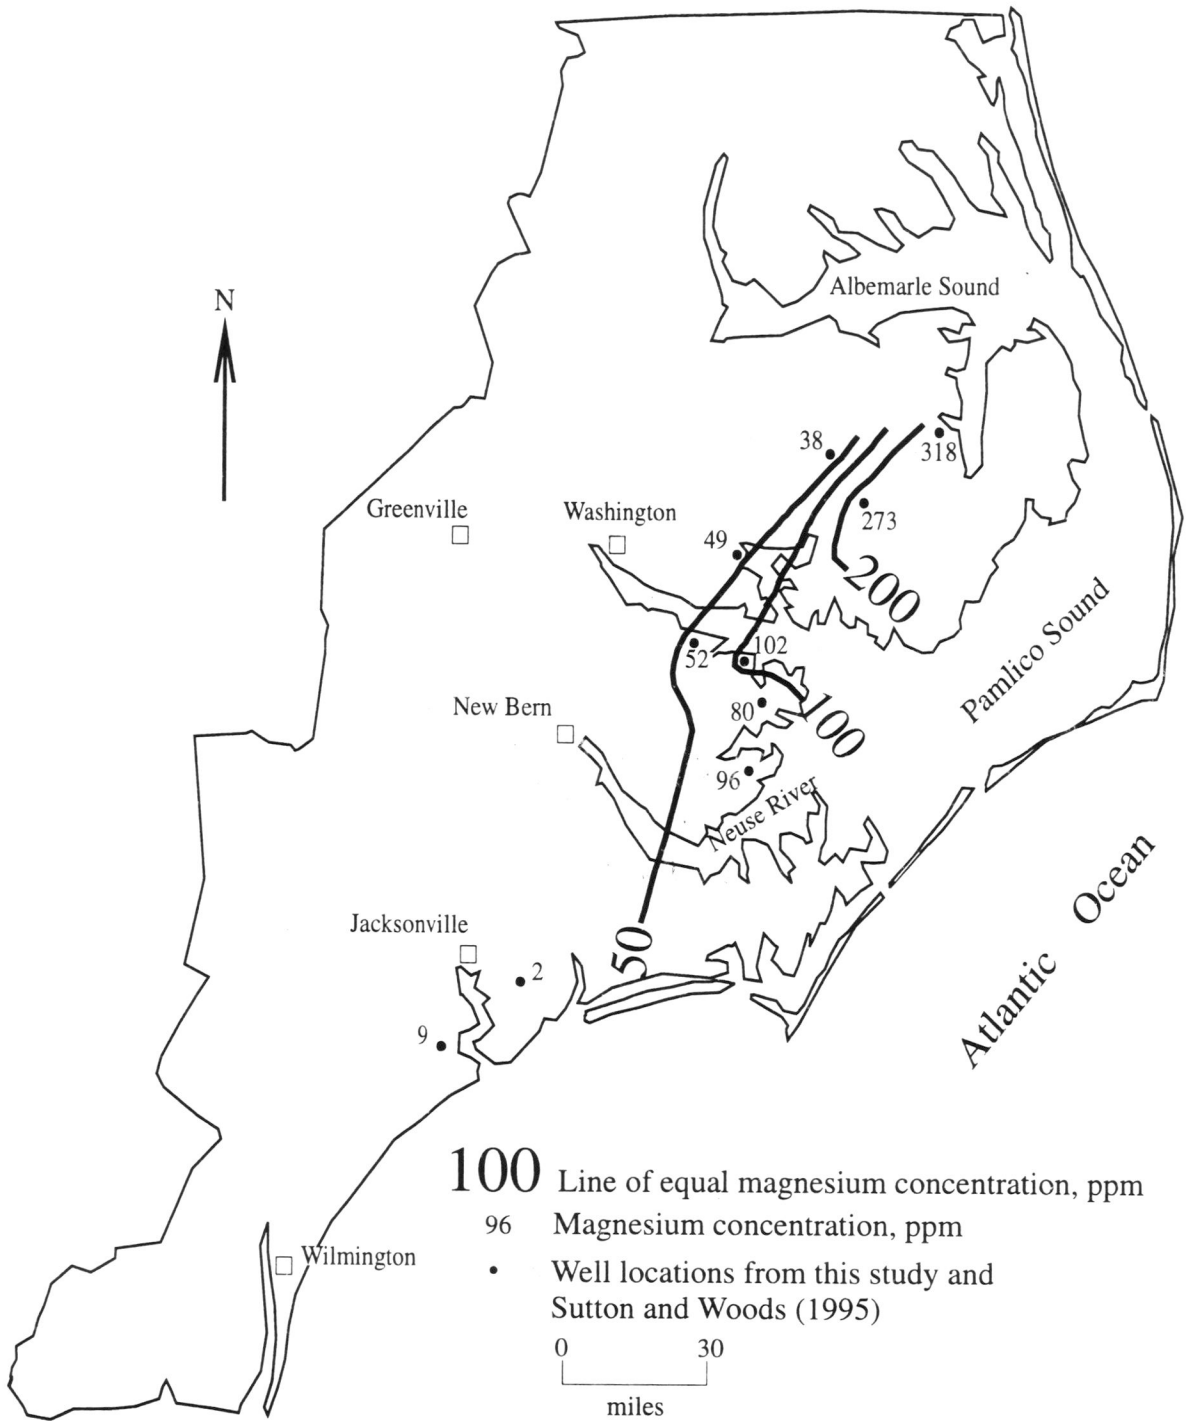 Albemarle Sound
N
38
318
Greenville
Washington
273
49
200
102
52
Pamlico Sound
New Bern
80
100
96
Neuse River
Atlantic Ocean
Jacksonville
50
2
9
100 Line of equal magnesium concentration, ppm
96 Magnesium concentration, ppm
• Well locations from this study and
Sutton and Woods (1995)
Wilmington
0 30
miles